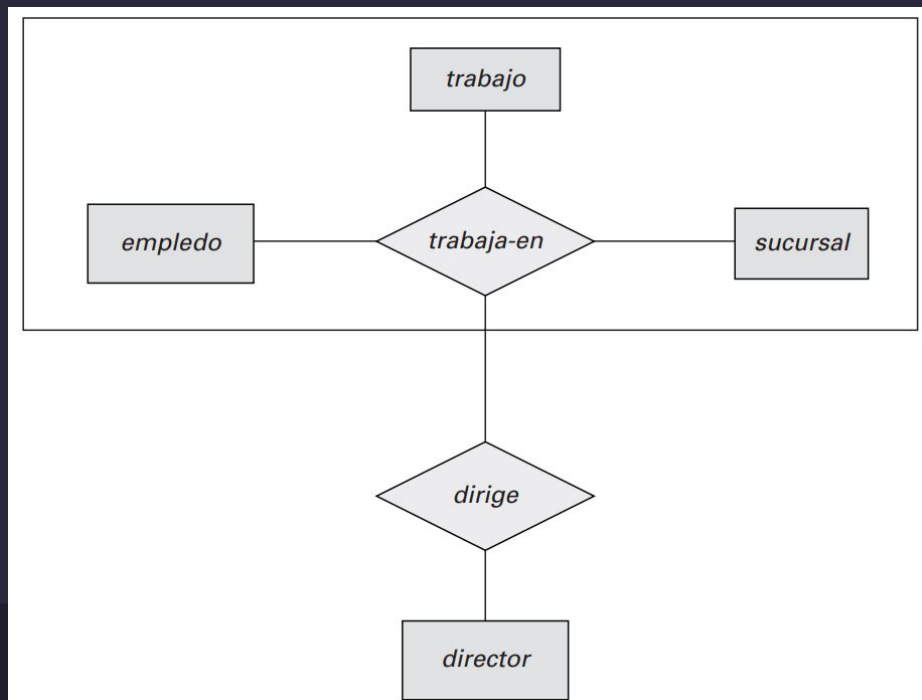 trabajo
empledo
trabaja-en
sucursal
dirige
director